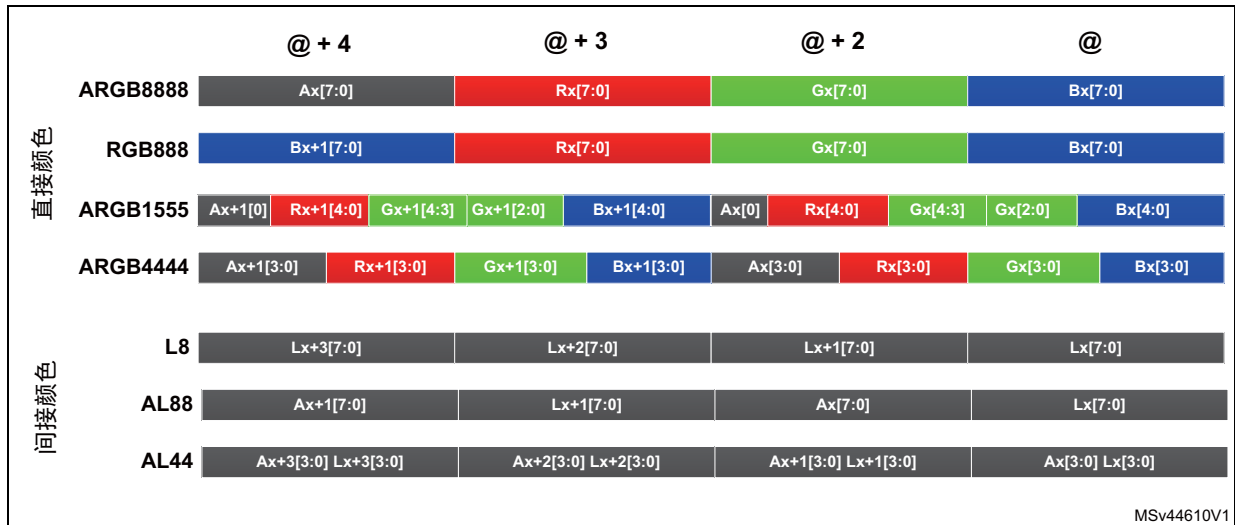 @ + 4 @ + 3 @ + 2 @
直接颜色
ARGB8888 Ax[7:0] Rx[7:0] Gx[7:0] Bx[7:0]
RGB888 Bx+1[7:0] Rx[7:0] Gx[7:0] Bx[7:0]
ARGB1555 Ax+1[0] Rx+1[4:0] Gx+1[4:3] Gx+1[2:0] Bx+1[4:0] Ax[0] Rx[4:0] Gx[4:3] Gx[2:0] Bx[4:0]
ARGB4444 Ax+1[3:0] Rx+1[3:0] Gx+1[3:0] Bx+1[3:0] Ax[3:0] Rx[3:0] Gx[3:0] Bx[3:0]
间接颜色
L8 Lx+3[7:0] Lx+2[7:0] Lx+1[7:0] Lx[7:0]
AL88 Ax+1[7:0] Lx+1[7:0] Ax[7:0] Lx[7:0]
AL44 Ax+3[3:0] Lx+3[3:0] Ax+2[3:0] Lx+2[3:0] Ax+1[3:0] Lx+1[3:0] Ax[3:0] Lx[3:0]
MSv44610V1